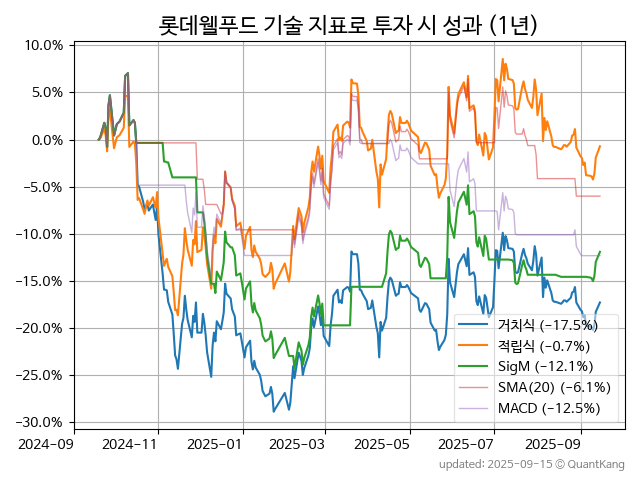 롯데웰푸드 기술 지표로 투자 시 성과 (1년)
10.0%
5.0%
0.0%
−5.0%
−10.0%
−15.0%
−20.0%
−25.0%
−30.0%
2024-09
2024-11
2025-01
2025-03
2025-05
2025-07
2025-09
거치식 (−17.5%)
적립식 (−0.7%)
SigM (−12.1%)
SMA(20) (−6.1%)
MACD (−12.5%)
updated: 2025-09-15 © QuantKang